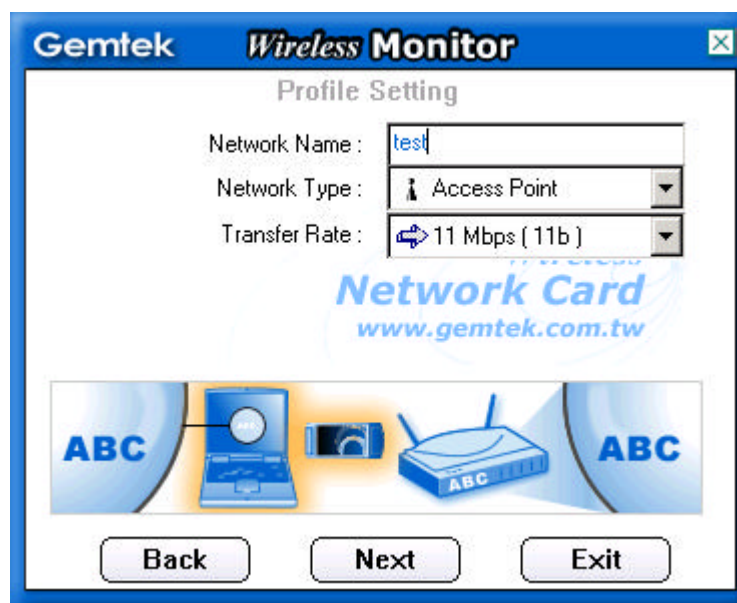 Gemtek Wireless Monitor
Profile Setting
Network Name : test
Network Type : Access Point
Transfer Rate : 11 Mbps ( 11b )
Wireless
Network Card
www.gemtek.com.tw
ABC ABC
ABC
Back Next Exit